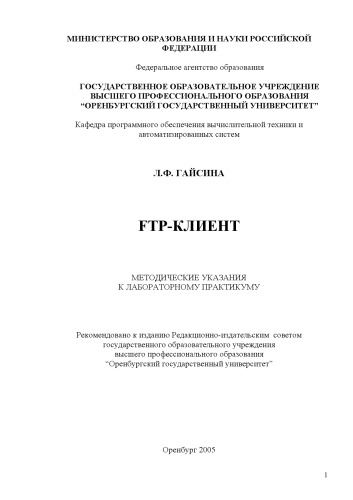 МИНИСТЕРСТВО ОБРАЗОВАНИЯ И НАУКИ РОССИЙСКОЙ
ФЕДЕРАЦИИ
Федеральное агентство образования
ГОСУДАРСТВЕННОЕ ОБРАЗОВАТЕЛЬНОЕ УЧРЕЖДЕНИЕ
ВЫСШЕГО ПРОФЕССИОНАЛЬНОГО ОБРАЗОВАНИЯ
“ОРЕНБУРГСКИЙ ГОСУДАРСТВЕННЫЙ УНИВЕРСИТЕТ”
Кафедра программного обеспечения вычислительной техники и
автоматизированных систем
Л.Ф. ГАЙСИНА
FTP-КЛИЕНТ
МЕТОДИЧЕСКИЕ УКАЗАНИЯ
К ЛАБОРАТОРНОМУ ПРАКТИКУМУ
Рекомендовано к изданию Редакционно-издательским советом
государственного образовательного учреждения
высшего профессионального образования
“Оренбургский государственный университет”
Оренбург 2005
1